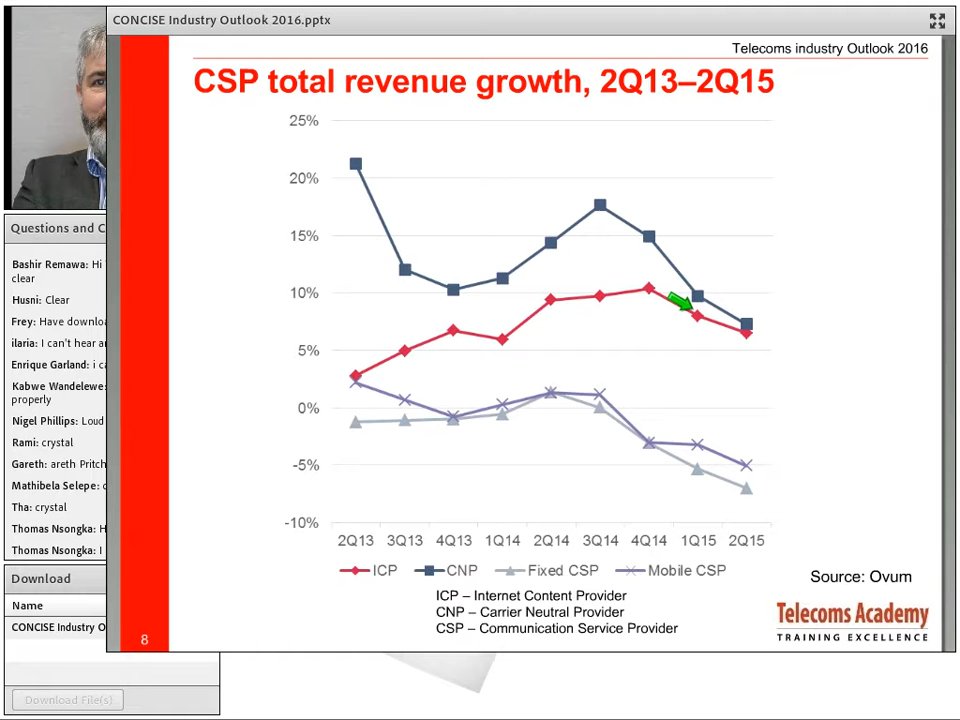 CONCISE Industry Outlook 2016.pptx
Telecoms industry Outlook 2016
CSP total revenue growth, 2Q13–2Q15
25%
20%
15%
10%
5%
0%
-5%
-10%
2Q13 3Q13 4Q13 1Q14 2Q14 3Q14 4Q14 1Q15 2Q15
ICP CNP Fixed CSP Mobile CSP
ICP – Internet Content Provider
CNP – Carrier Neutral Provider
CSP – Communication Service Provider
Source: Ovum
Telecoms Academy
TRAINING EXCELLENCE
8
Questions and C
Bashir Remawa: Hi
clear
Husni: Clear
Frey: Have downlo
ilaria: I can't hear a
Enrique Garland: i c
Kabwe Wandelewe:
properly
Nigel Phillips: Loud
Rami: crystal
Gareth: areth Pritch
Mathibela Selepe:
Tha: crystal
Thomas Nsongka: H
Thomas Nsongka: I
Download
Name
CONCISE Industry O
Download File(s)